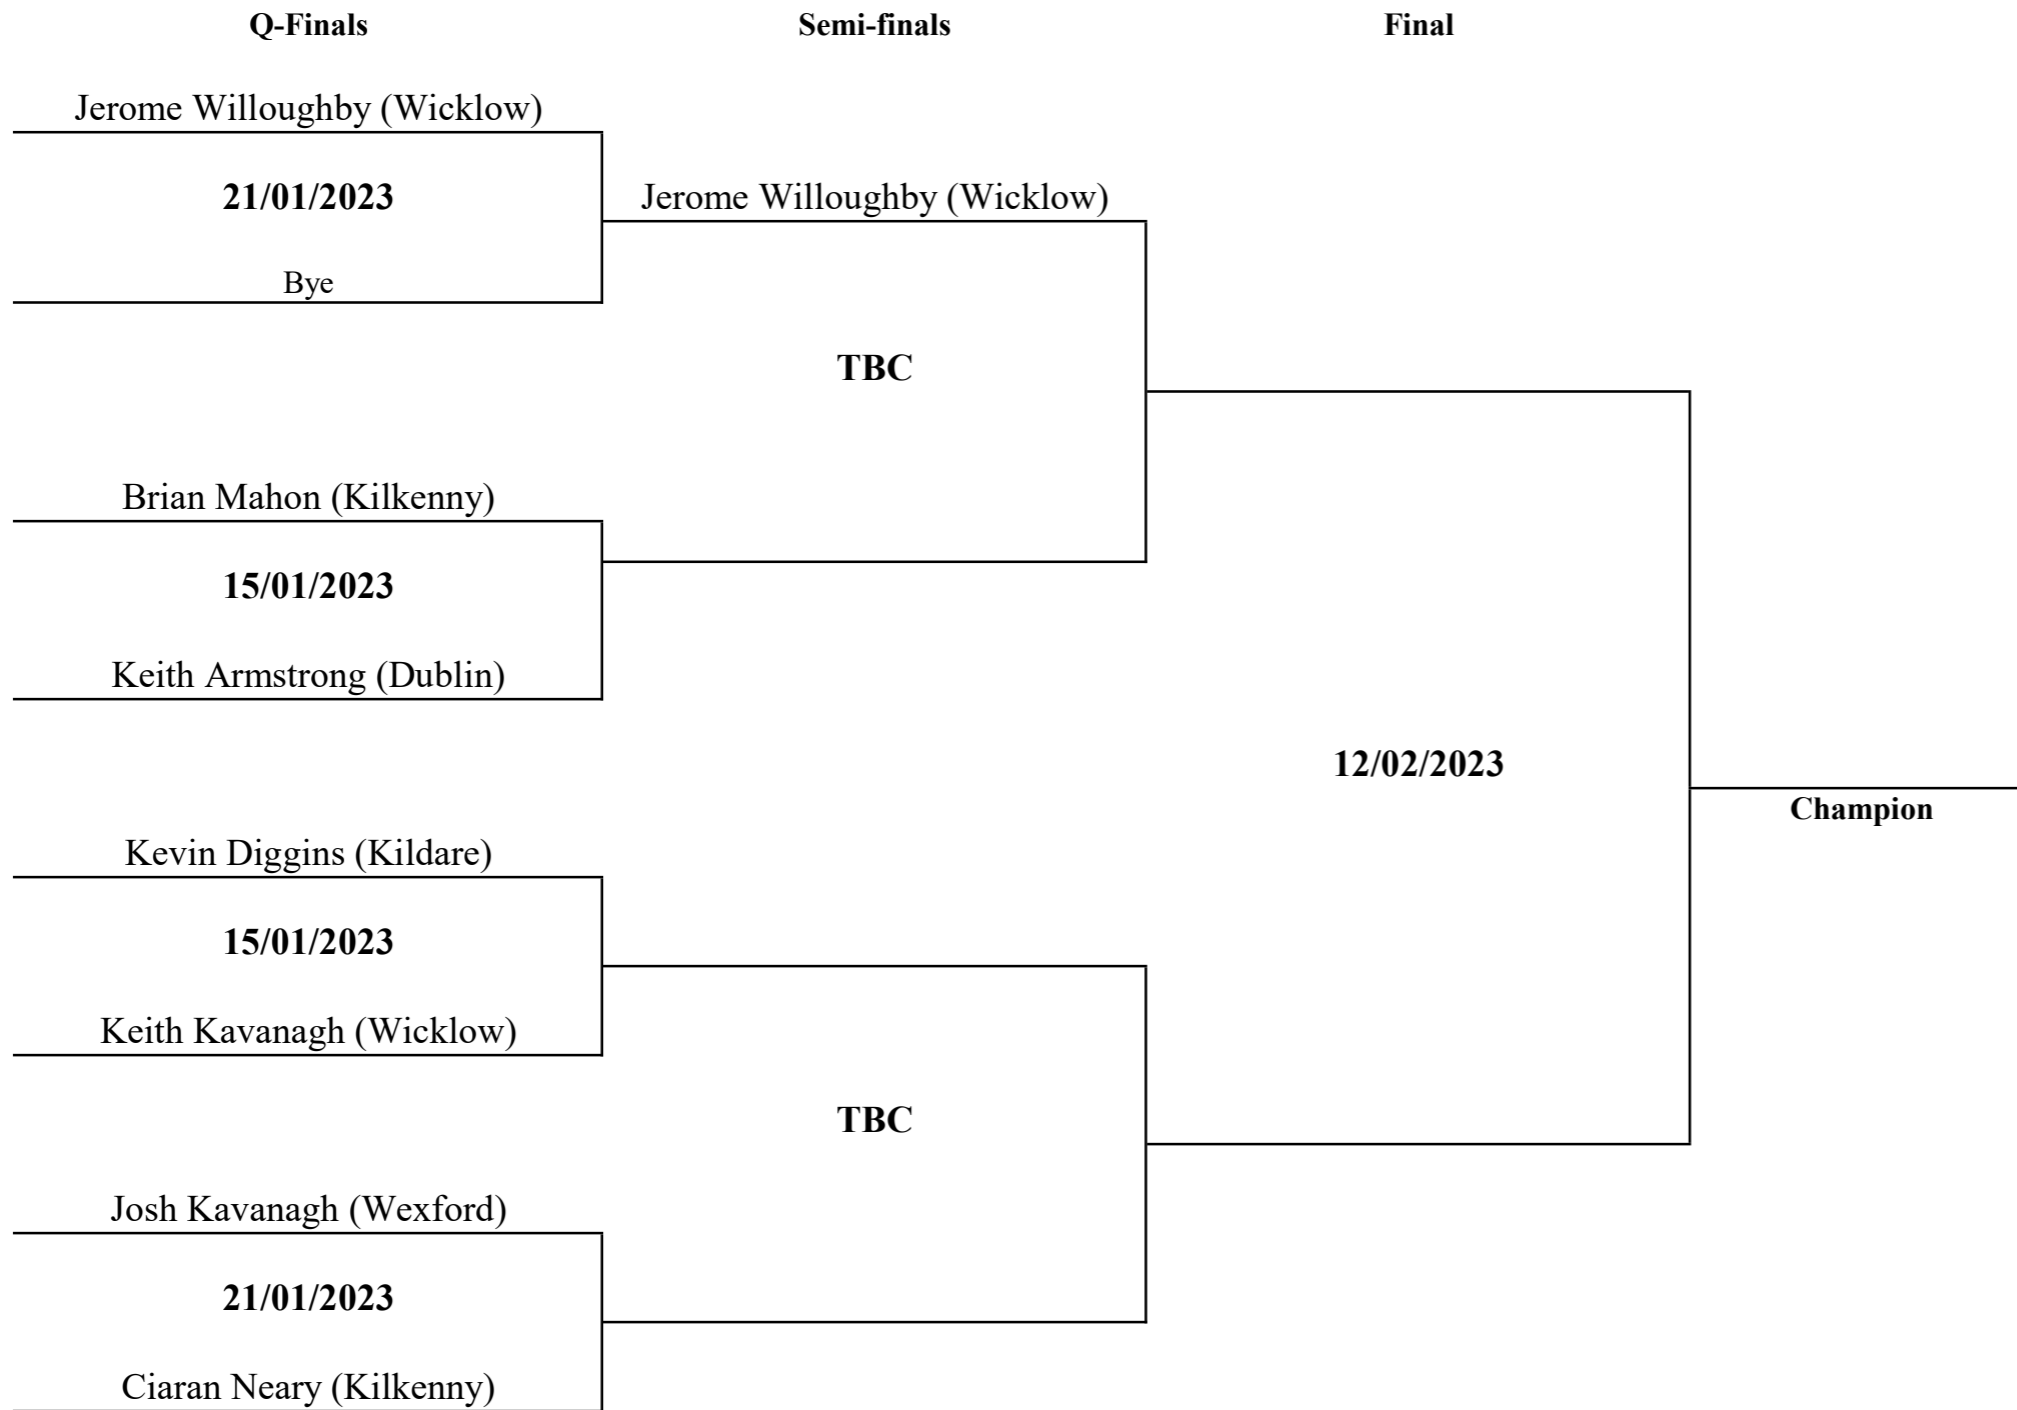 Q-Finals Semi-finals Final
Jerome Willoughby (Wicklow)
21/01/2023
Jerome Willoughby (Wicklow)
Bye
TBC
Brian Mahon (Kilkenny)
15/01/2023
Keith Armstrong (Dublin)
12/02/2023
Champion
Kevin Diggins (Kildare)
15/01/2023
Keith Kavanagh (Wicklow)
TBC
Josh Kavanagh (Wexford)
21/01/2023
Ciaran Neary (Kilkenny)